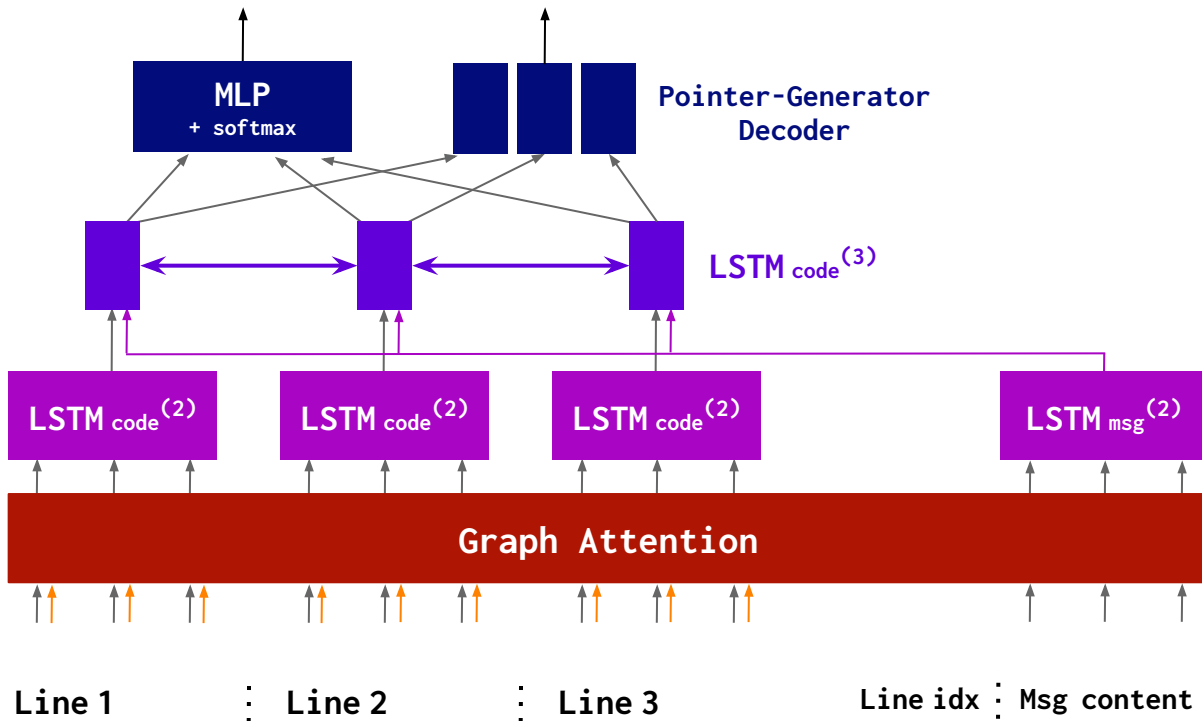 MLP
+ softmax
Pointer-Generator
Decoder
LSTM code(3)
LSTM code(2)
LSTM code(2)
LSTM code(2)
LSTM msg(2)
Graph Attention
Line 1
Line 2
Line 3
Line idx
Msg content